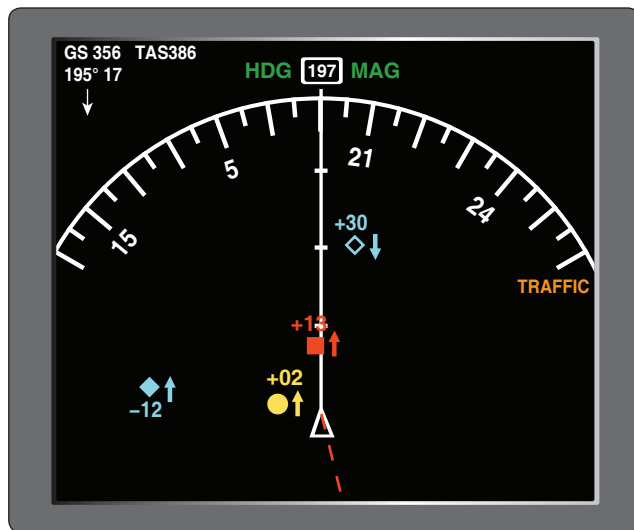 GS 356 TAS386
195° 17
HDG 197 MAG
15 5 21 24
+30
TRAFFIC
+13
+02
−12